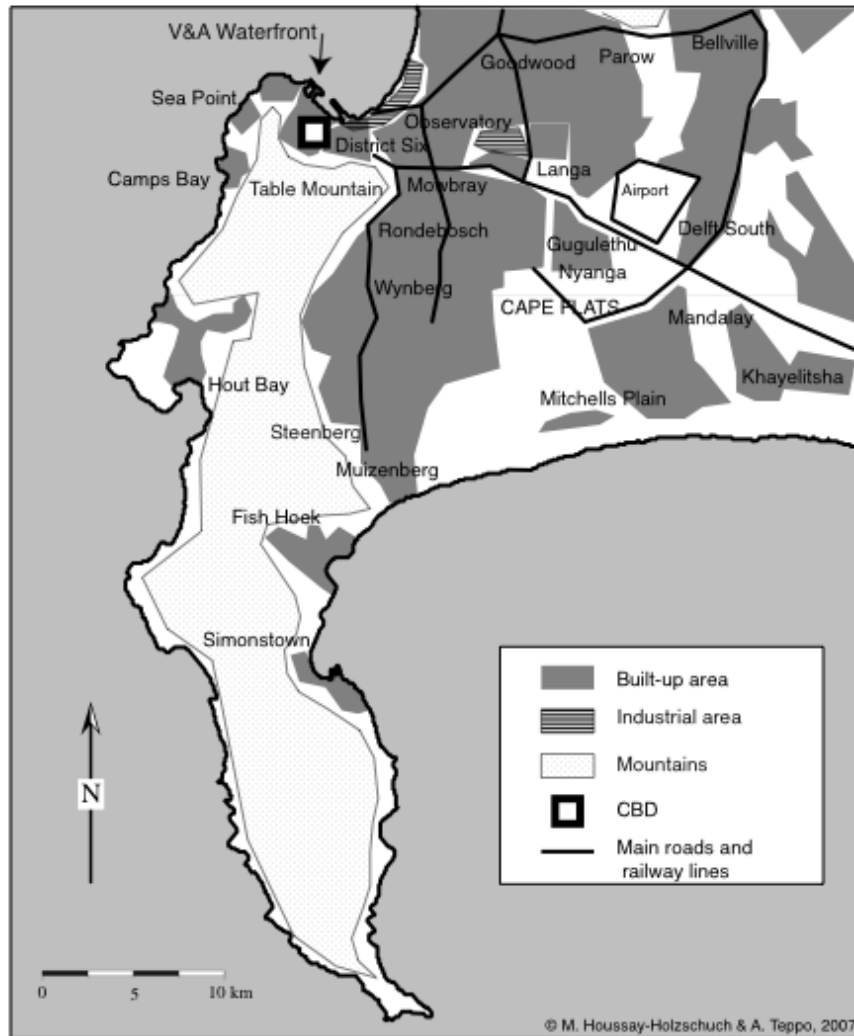 V&A Waterfront
Goodwood
Parow
Bellville
Sea Point
Observatory
District Six
Camps Bay
Table Mountain
Mowbray
Langa
Airport
Rondebosch
Gugulethu
Delft South
Nyanga
Wynberg
CAPE FLATS
Mandalay
Hout Bay
Khayelitsha
Mitchells Plain
Steenberg
Muizenberg
Fish Hoek
Simonstown
N
Built-up area
Industrial area
Mountains
CBD
Main roads and
railway lines
0 5 10 km
© M. Houssay-Holzschuch & A. Teppo, 2007